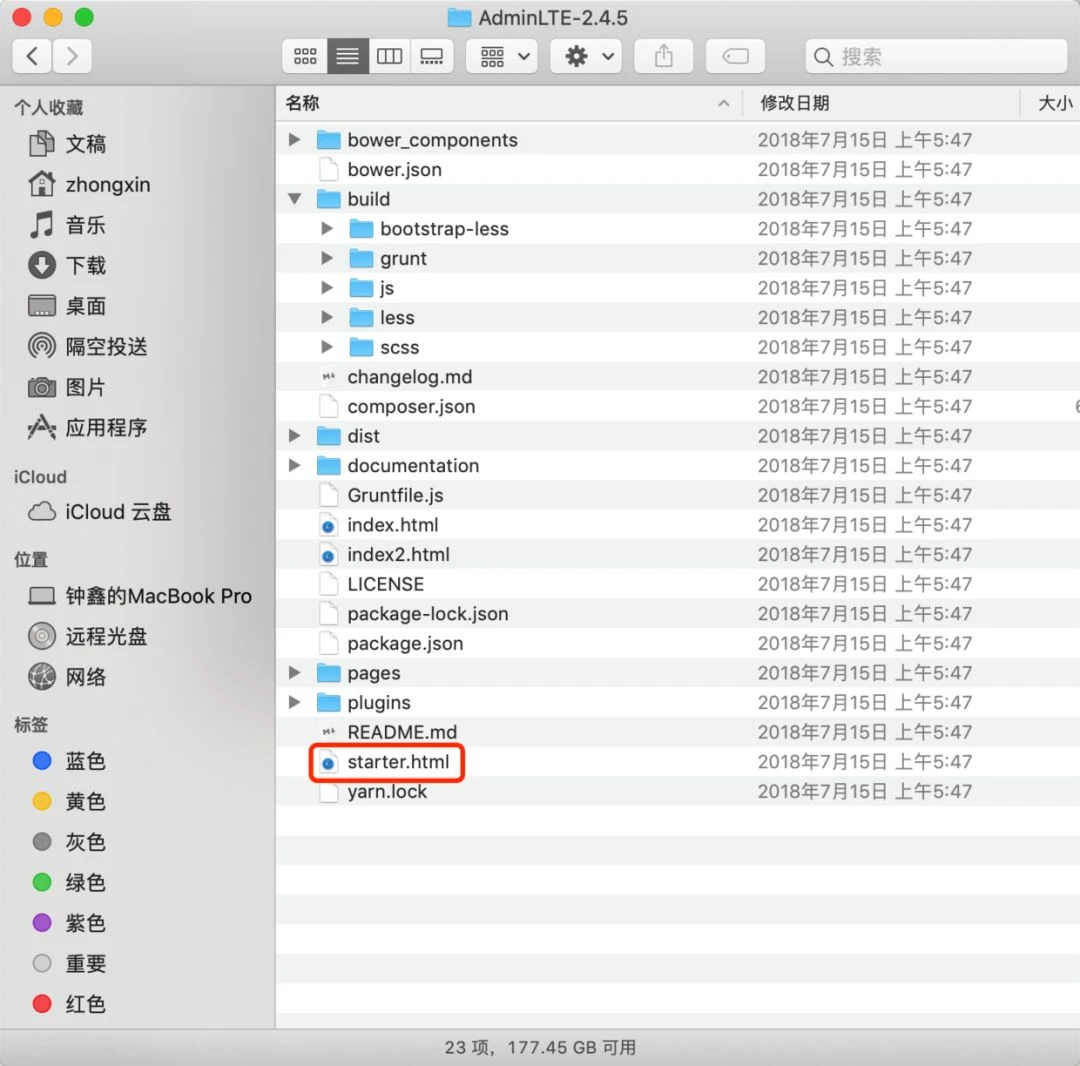 AdminLTE-2.4.5
搜索
个人收藏
文稿
zhongxin
音乐
下载
桌面
隔空投送
图片
应用程序
iCloud
iCloud 云盘
位置
钟鑫的MacBook Pro
远程光盘
网络
标签
蓝色
黄色
灰色
绿色
紫色
重要
红色
名称 修改日期 大小
bower_components 2018年7月15日 上午5:47
bower.json 2018年7月15日 上午5:47
build 2018年7月15日 上午5:47
bootstrap-less 2018年7月15日 上午5:47
grunt 2018年7月15日 上午5:47
js 2018年7月15日 上午5:47
less 2018年7月15日 上午5:47
scss 2018年7月15日 上午5:47
changelog.md 2018年7月15日 上午5:47
composer.json 2018年7月15日 上午5:47
dist 2018年7月15日 上午5:47
documentation 2018年7月15日 上午5:47
Gruntfile.js 2018年7月15日 上午5:47
index.html 2018年7月15日 上午5:47
index2.html 2018年7月15日 上午5:47
LICENSE 2018年7月15日 上午5:47
package-lock.json 2018年7月15日 上午5:47
package.json 2018年7月15日 上午5:47
pages 2018年7月15日 上午5:47
plugins 2018年7月15日 上午5:47
README.md 2018年7月15日 上午5:47
starter.html 2018年7月15日 上午5:47
yarn.lock 2018年7月15日 上午5:47
23 项，177.45 GB 可用